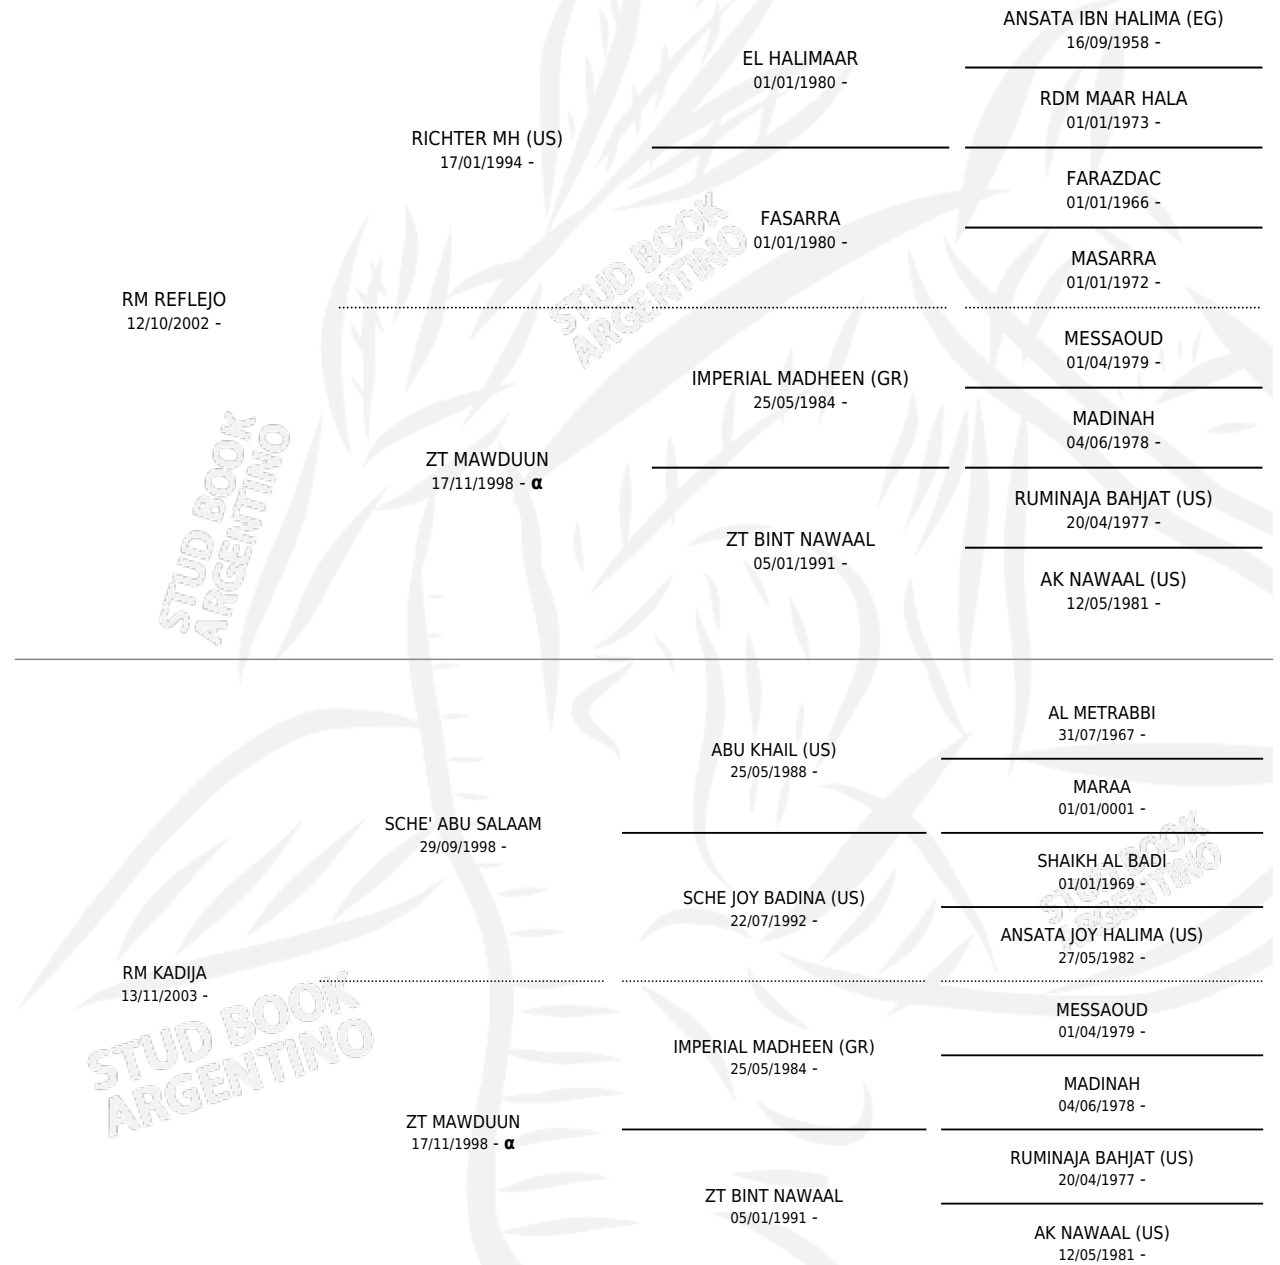 ANSATA IBN HALIMA (EG)
16/09/1958 -
EL HALIMAAR
01/01/1980 -
RDM MAAR HALA
01/01/1973 -
RICHTER MH (US)
17/01/1994 -
FARAZDAC
01/01/1966 -
FASARRA
01/01/1980 -
MASARRA
01/01/1972 -
RM REFLEJO
12/10/2002 -
MESSAOUD
01/04/1979 -
IMPERIAL MADHEEN (GR)
25/05/1984 -
MADINAH
04/06/1978 -
ZT MAWDUUN
17/11/1998 - α
RUMINAJA BAHJAT (US)
20/04/1977 -
ZT BINT NAWAAL
05/01/1991 -
AK NAWAAL (US)
12/05/1981 -
STUD BOOK
ARGENTINO
STUD BOOK
ARGENTINO
AL METRABBI
31/07/1967 -
ABU KHAIL (US)
25/05/1988 -
MARAA
01/01/0001 -
SCHE' ABU SALAAM
29/09/1998 -
SHAIKH AL BADI
01/01/1969 -
SCHE JOY BADINA (US)
22/07/1992 -
ANSATA JOY HALIMA (US)
27/05/1982 -
RM KADIJA
13/11/2003 -
MESSAOUD
01/04/1979 -
IMPERIAL MADHEEN (GR)
25/05/1984 -
MADINAH
04/06/1978 -
ZT MAWDUUN
17/11/1998 - α
RUMINAJA BAHJAT (US)
20/04/1977 -
ZT BINT NAWAAL
05/01/1991 -
AK NAWAAL (US)
12/05/1981 -
STUD BOOK
ARGENTINO
STUD BOOK
ARGENTINO